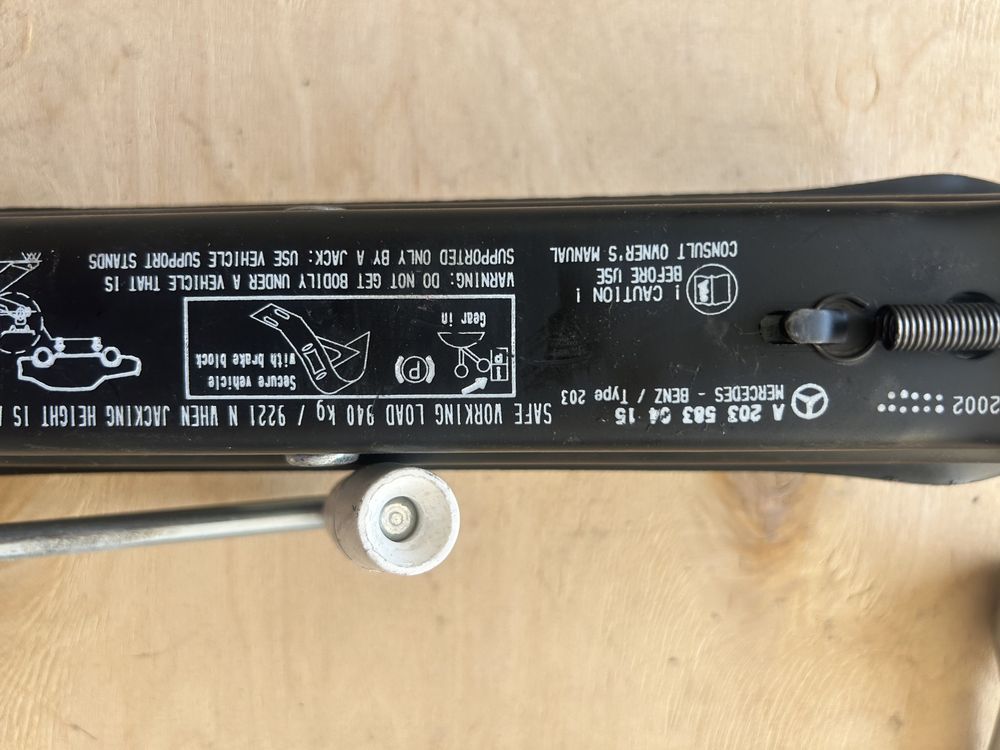 2002
A 203 583 04 15
MERCEDES - BENZ / Type 203
! CAUTION !
BEFORE USE
CONSULT OWNER'S MANUAL
SAFE WORKING LOAD 940 kg / 9221 N WHEN JACKING HEIGHT IS
P
Gear in
P
Secure vehicle
with brake block
WARNING: DO NOT GET BODILY UNDER A VEHICLE THAT IS
SUPPORTED ONLY BY A JACK: USE VEHICLE SUPPORT STANDS